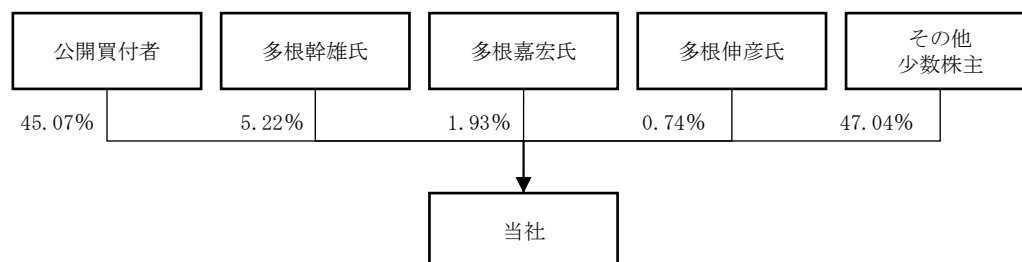 公開買付者
多根幹雄氏
多根嘉宏氏
多根伸彦氏
その他
少数株主
45.07%
5.22%
1.93%
0.74%
47.04%
当社